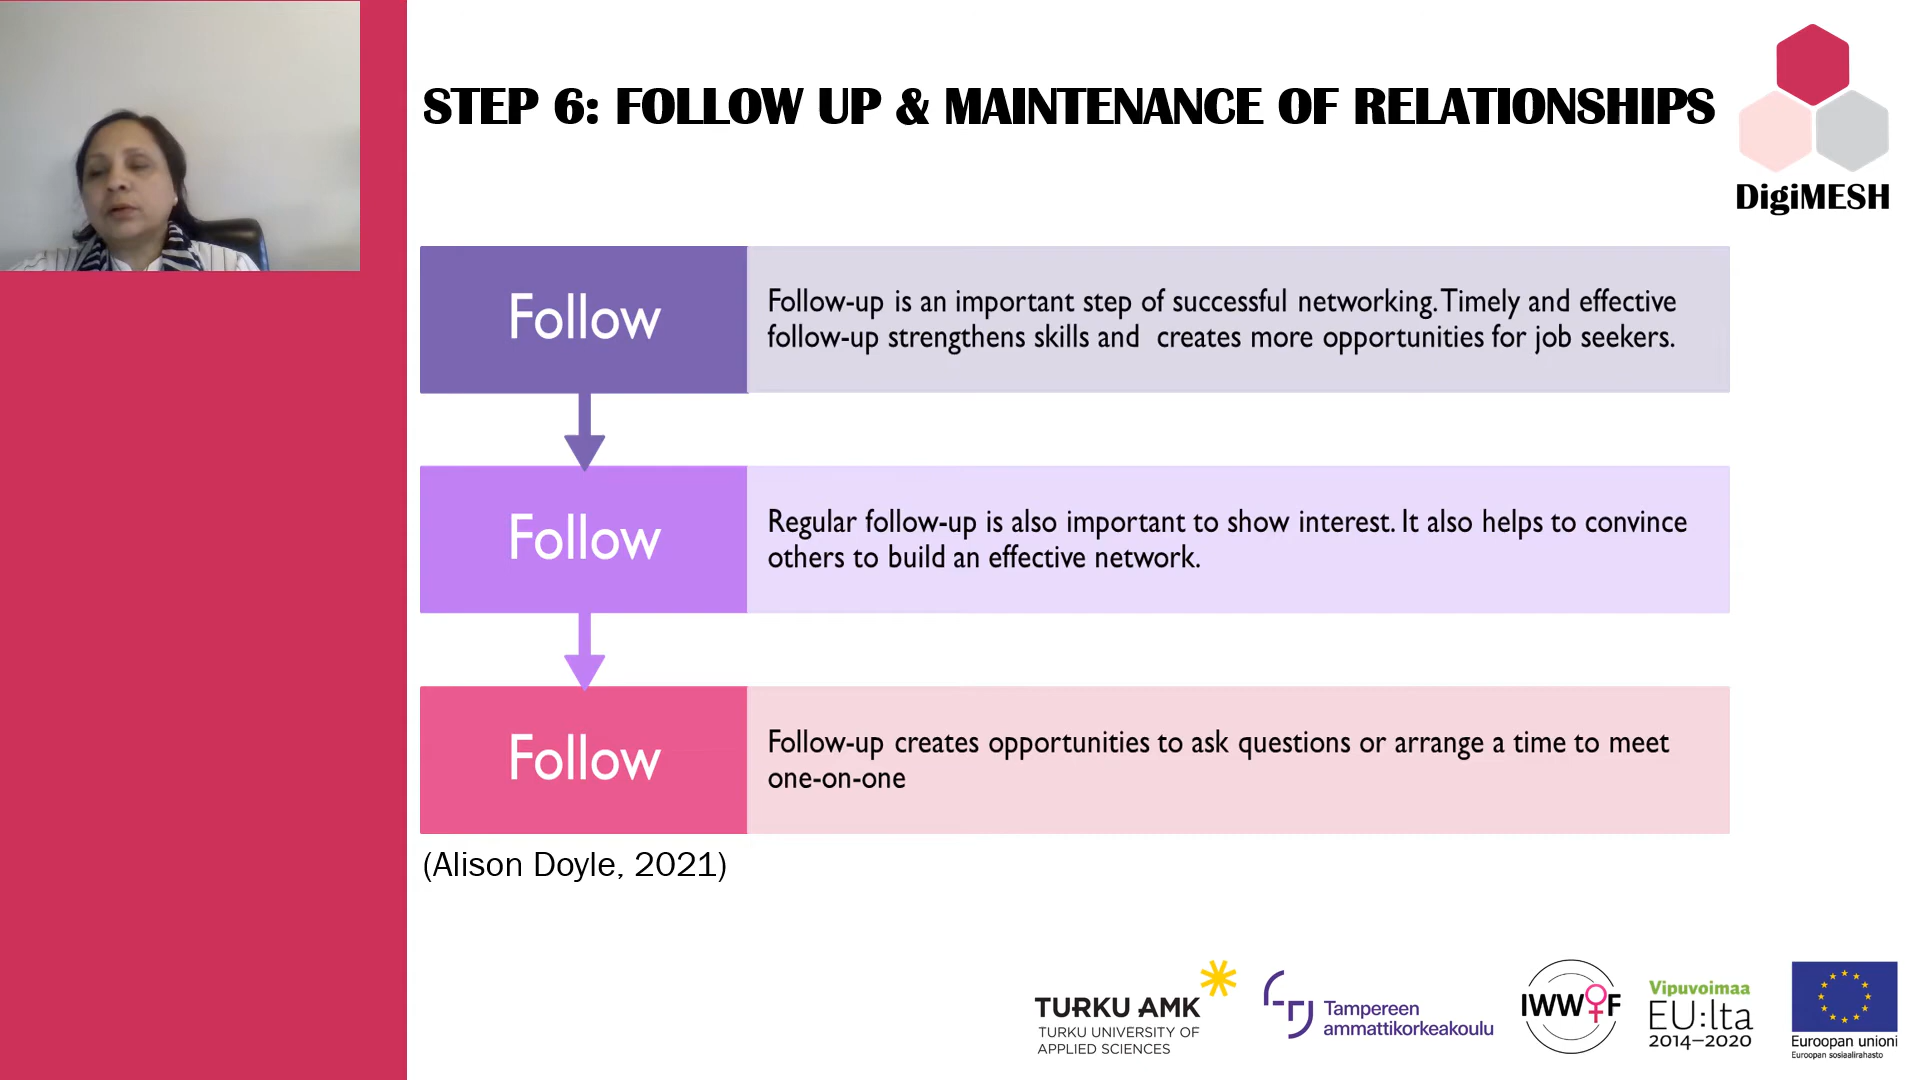 STEP 6: FOLLOW UP & MAINTENANCE OF RELATIONSHIPS
DigiMESH
Follow
Follow-up is an important step of successful networking. Timely and effective
follow-up strengthens skills and creates more opportunities for job seekers.
Follow
Regular follow-up is also important to show interest. It also helps to convince
others to build an effective network.
Follow
Follow-up creates opportunities to ask questions or arrange a time to meet
one-on-one
(Alison Doyle, 2021)
TURKU AMK
TURKU UNIVERSITY OF
APPLIED SCIENCES
Tampereen
ammattikorkeakoulu
IWWOF
Vipuvoimaa
EU:lta
2014–2020
Euroopan unioni
Euroopan sosiaalirahasto